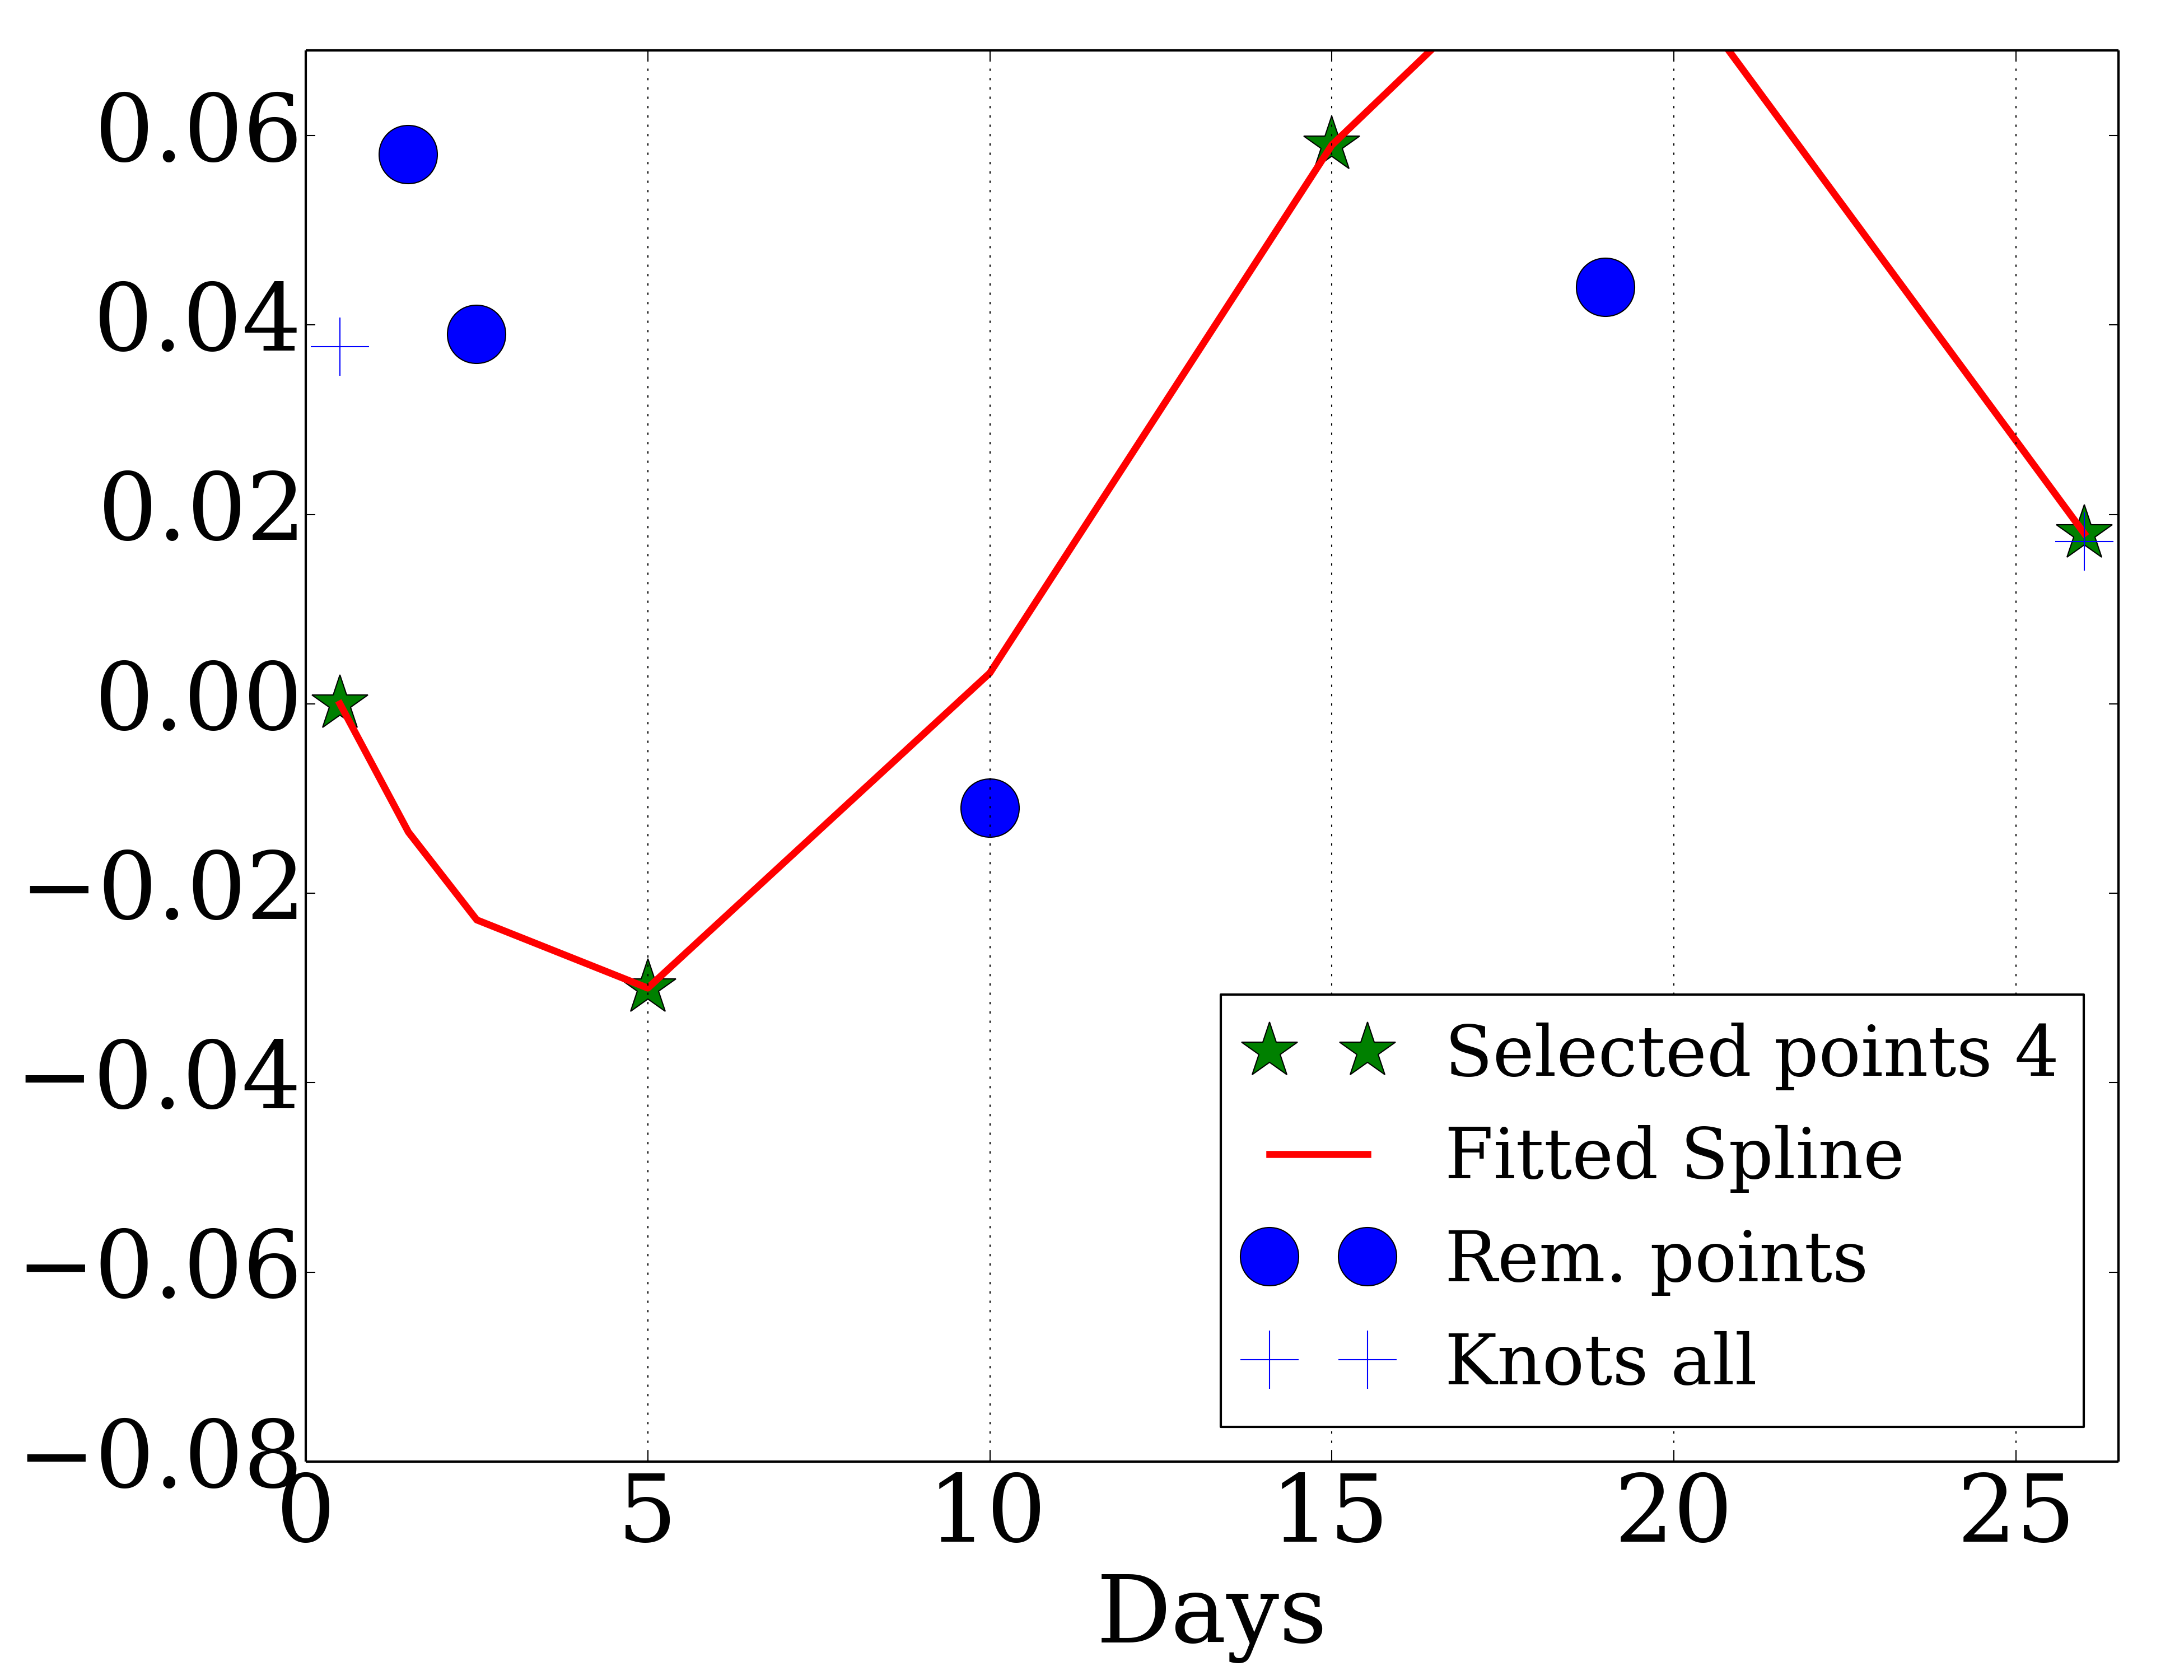 0.06
0.04
0.02
0.00
−0.02
−0.04
−0.06
−0.08
0 5 10 15 20 25
Days
Selected points 4
Fitted Spline
Rem. points
Knots all